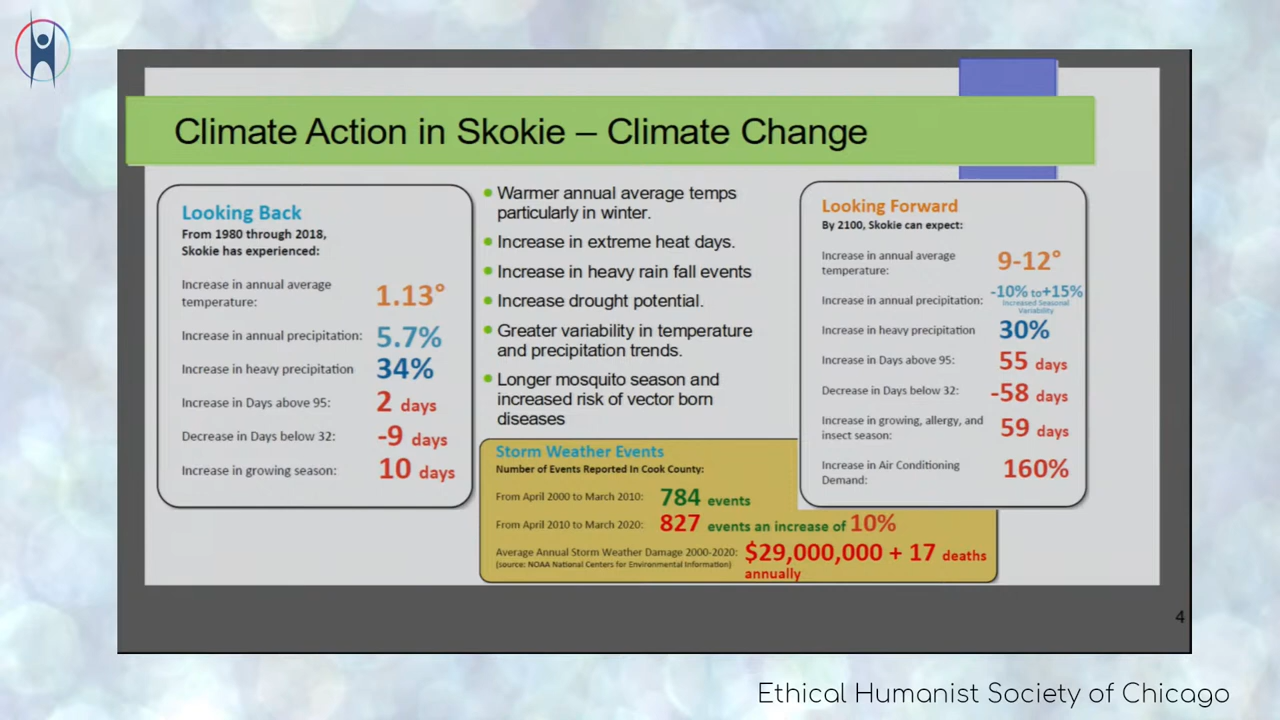 Climate Action in Skokie – Climate Change
Looking Back
From 1980 through 2018,
Skokie has experienced:
Increase in annual average
temperature:
1.13°
Increase in annual precipitation: 5.7%
Increase in heavy precipitation 34%
Increase in Days above 95: 2 days
Decrease in Days below 32: -9 days
Increase in growing season: 10 days
Warmer annual average temps
particularly in winter.
Increase in extreme heat days.
Increase in heavy rain fall events
Increase drought potential.
Greater variability in temperature
and precipitation trends.
Longer mosquito season and
increased risk of vector born
diseases
Storm Weather Events
Number of Events Reported In Cook County:
From April 2000 to March 2010: 784 events
From April 2010 to March 2020: 827 events an increase of 10%
Average Annual Storm Weather Damage 2000-2020: $29,000,000 + 17 deaths
(source: NOAA National Centers for Environmental Information) annually
Looking Forward
By 2100, Skokie can expect:
Increase in annual average
temperature:
9-12°
Increase in annual precipitation: -10% to+15%
Increased Seasonal
Variability
Increase in heavy precipitation 30%
Increase in Days above 95: 55 days
Decrease in Days below 32: -58 days
Increase in growing, allergy, and
insect season:
59 days
Increase in Air Conditioning
Demand:
160%
4
Ethical Humanist Society of Chicago